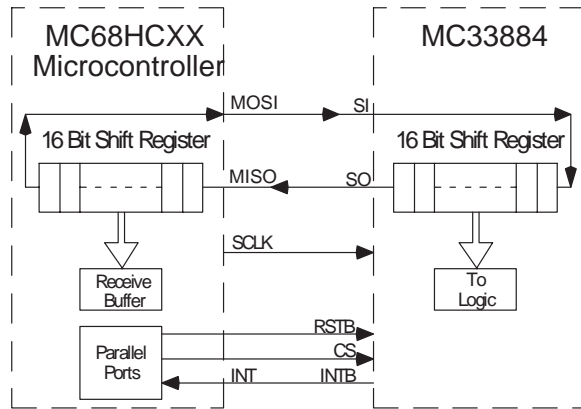 MC68HCXX
Microcontroller
MC33884
MOSI
SI
16 Bit Shift Register
16 Bit Shift Register
MISO
SO
SCLK
Receive
Buffer
To
Logic
Parallel
Ports
RSTB
CS
INT
INTB